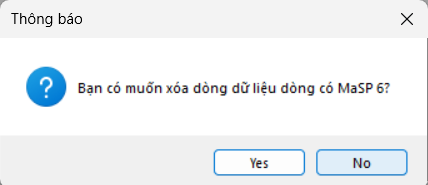 Thông báo
Bạn có muốn xóa dòng dữ liệu dòng có MaSP 6?
Yes
No